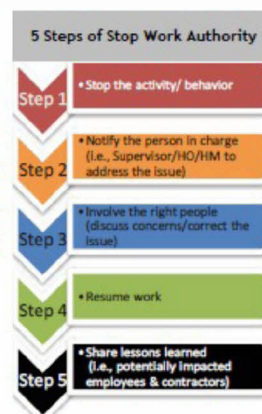 5 Steps of Stop Work Authority
Step 1
• Stop the activity/ behavior
Step 2
• Notify the person in charge
(i.e., Supervisor/HO/HM to
address the issue)
Step 3
• Involve the right people
(discuss concerns/correct the
issue)
Step 4
• Resume work
Step 5
• Share lessons learned
(i.e., potentially impacted
employees & contractors)